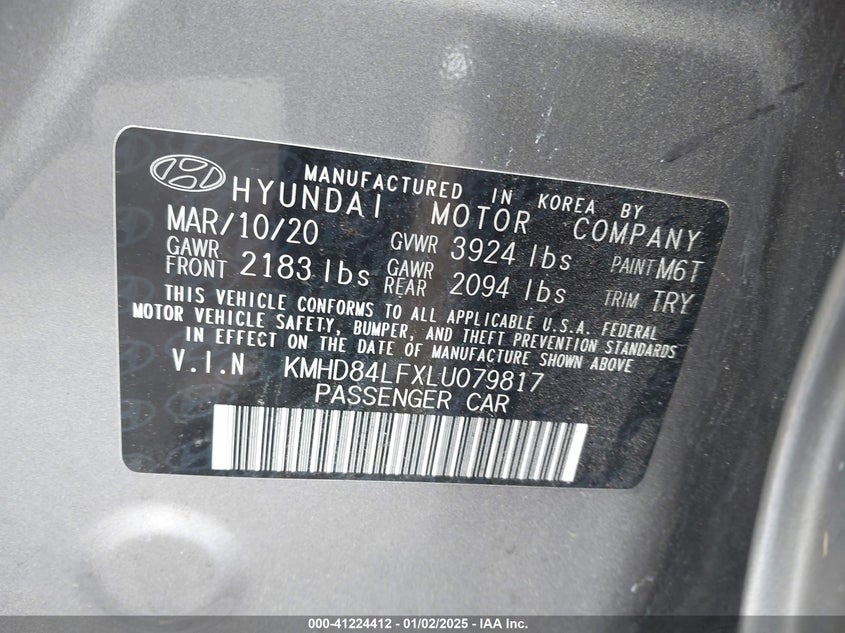 MANUFACTURED IN KOREA BY
HYUNDAI MOTOR COMPANY
MAR/10/20 GVWR 3924 lbs PAINT M6T
GAWR FRONT 2183 lbs GAWR REAR 2094 lbs TRIM TRY
THIS VEHICLE CONFORMS TO ALL APPLICABLE U.S.A. FEDERAL
MOTOR VEHICLE SAFETY, BUMPER, AND THEFT PREVENTION STANDARDS
IN EFFECT ON THE DATE OF MANUFACTURE SHOWN ABOVE
V.I.N KMHD84LFXLU079817
PASSENGER CAR
000-41224412 - 01/02/2025 - IAA Inc.